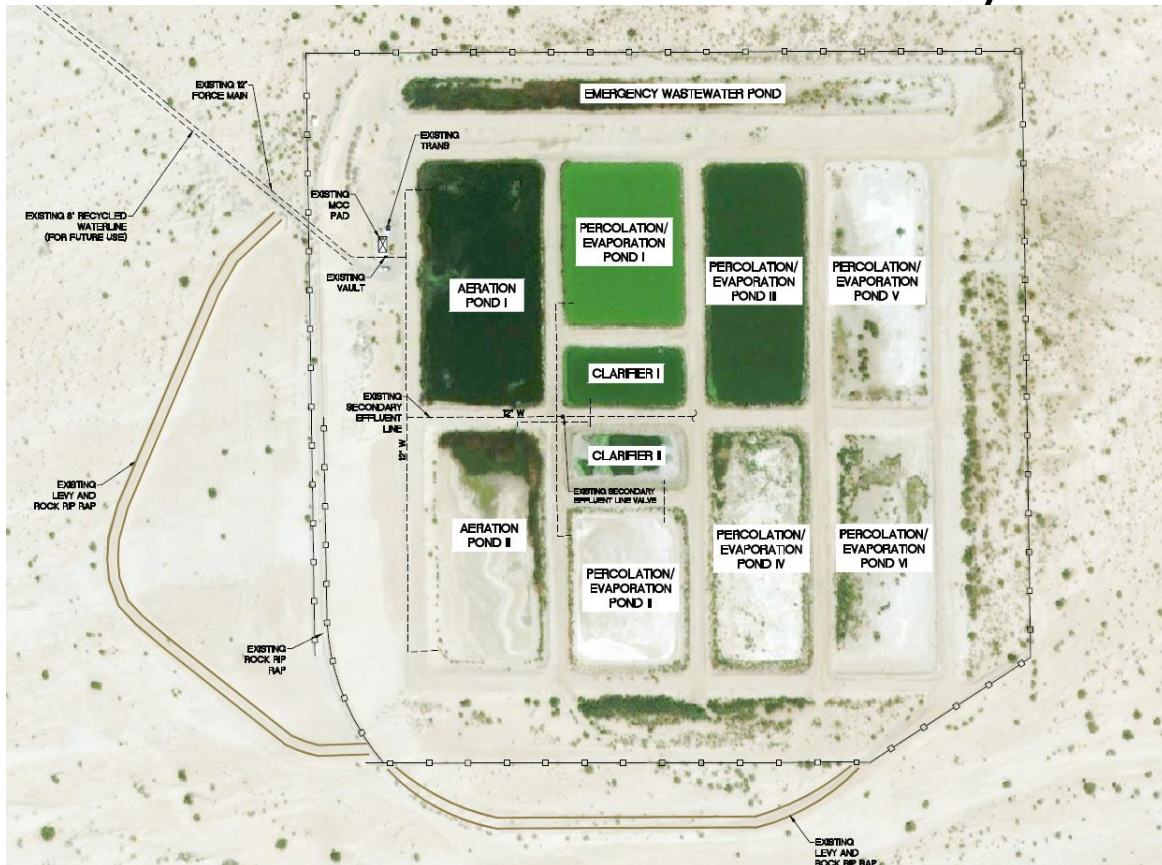 EXISTING 12"
FORCE MAIN
EMERGENCY WASTEWATER POND
EXISTING
TRANS
EXISTING
MCC
PAD
EXISTING 8" RECYCLED
WATERLINE
(FOR FUTURE USE)
EXISTING
VAULT
AERATION
POND I
PERCOLATION/
EVAPORATION
POND I
PERCOLATION/
EVAPORATION
POND III
PERCOLATION/
EVAPORATION
POND V
CLARIFIER I
EXISTING
SECONDARY
EFFLUENT
LINE
12" W
12" W
CLARIFIER II
EXISTING SECONDARY
EFFLUENT LINE VALVE
EXISTING
LEVY AND
ROCK RIP RAP
AERATION
POND II
PERCOLATION/
EVAPORATION
POND II
PERCOLATION/
EVAPORATION
POND IV
PERCOLATION/
EVAPORATION
POND VI
EXISTING
ROCK RIP
RAP
EXISTING
LEVY AND
ROCK RIP RAP